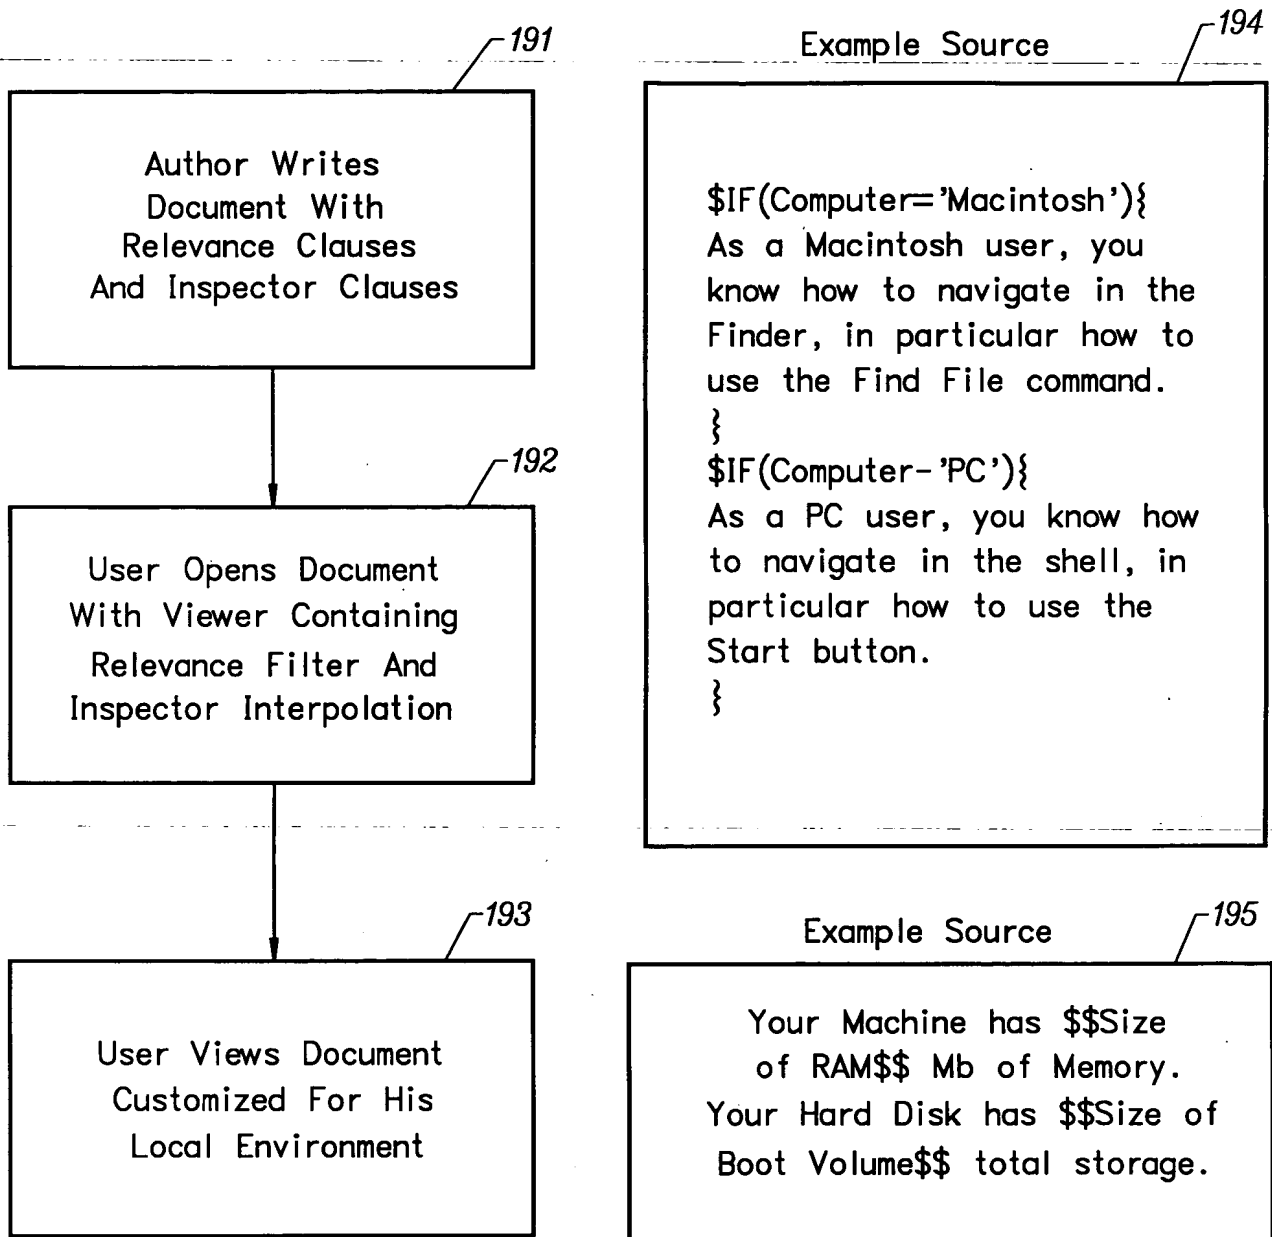 191
Author Writes
Document With
Relevance Clauses
And Inspector Clauses
192
User Opens Document
With Viewer Containing
Relevance Filter And
Inspector Interpolation
193
User Views Document
Customized For His
Local Environment
Example Source
194
$IF(Computer='Macintosh'){
As a Macintosh user, you
know how to navigate in the
Finder, in particular how to
use the Find File command.
}
$IF(Computer-'PC'){
As a PC user, you know how
to navigate in the shell, in
particular how to use the
Start button.
}
Example Source
195
Your Machine has $$Size
of RAM$$ Mb of Memory.
Your Hard Disk has $$Size of
Boot Volume$$ total storage.